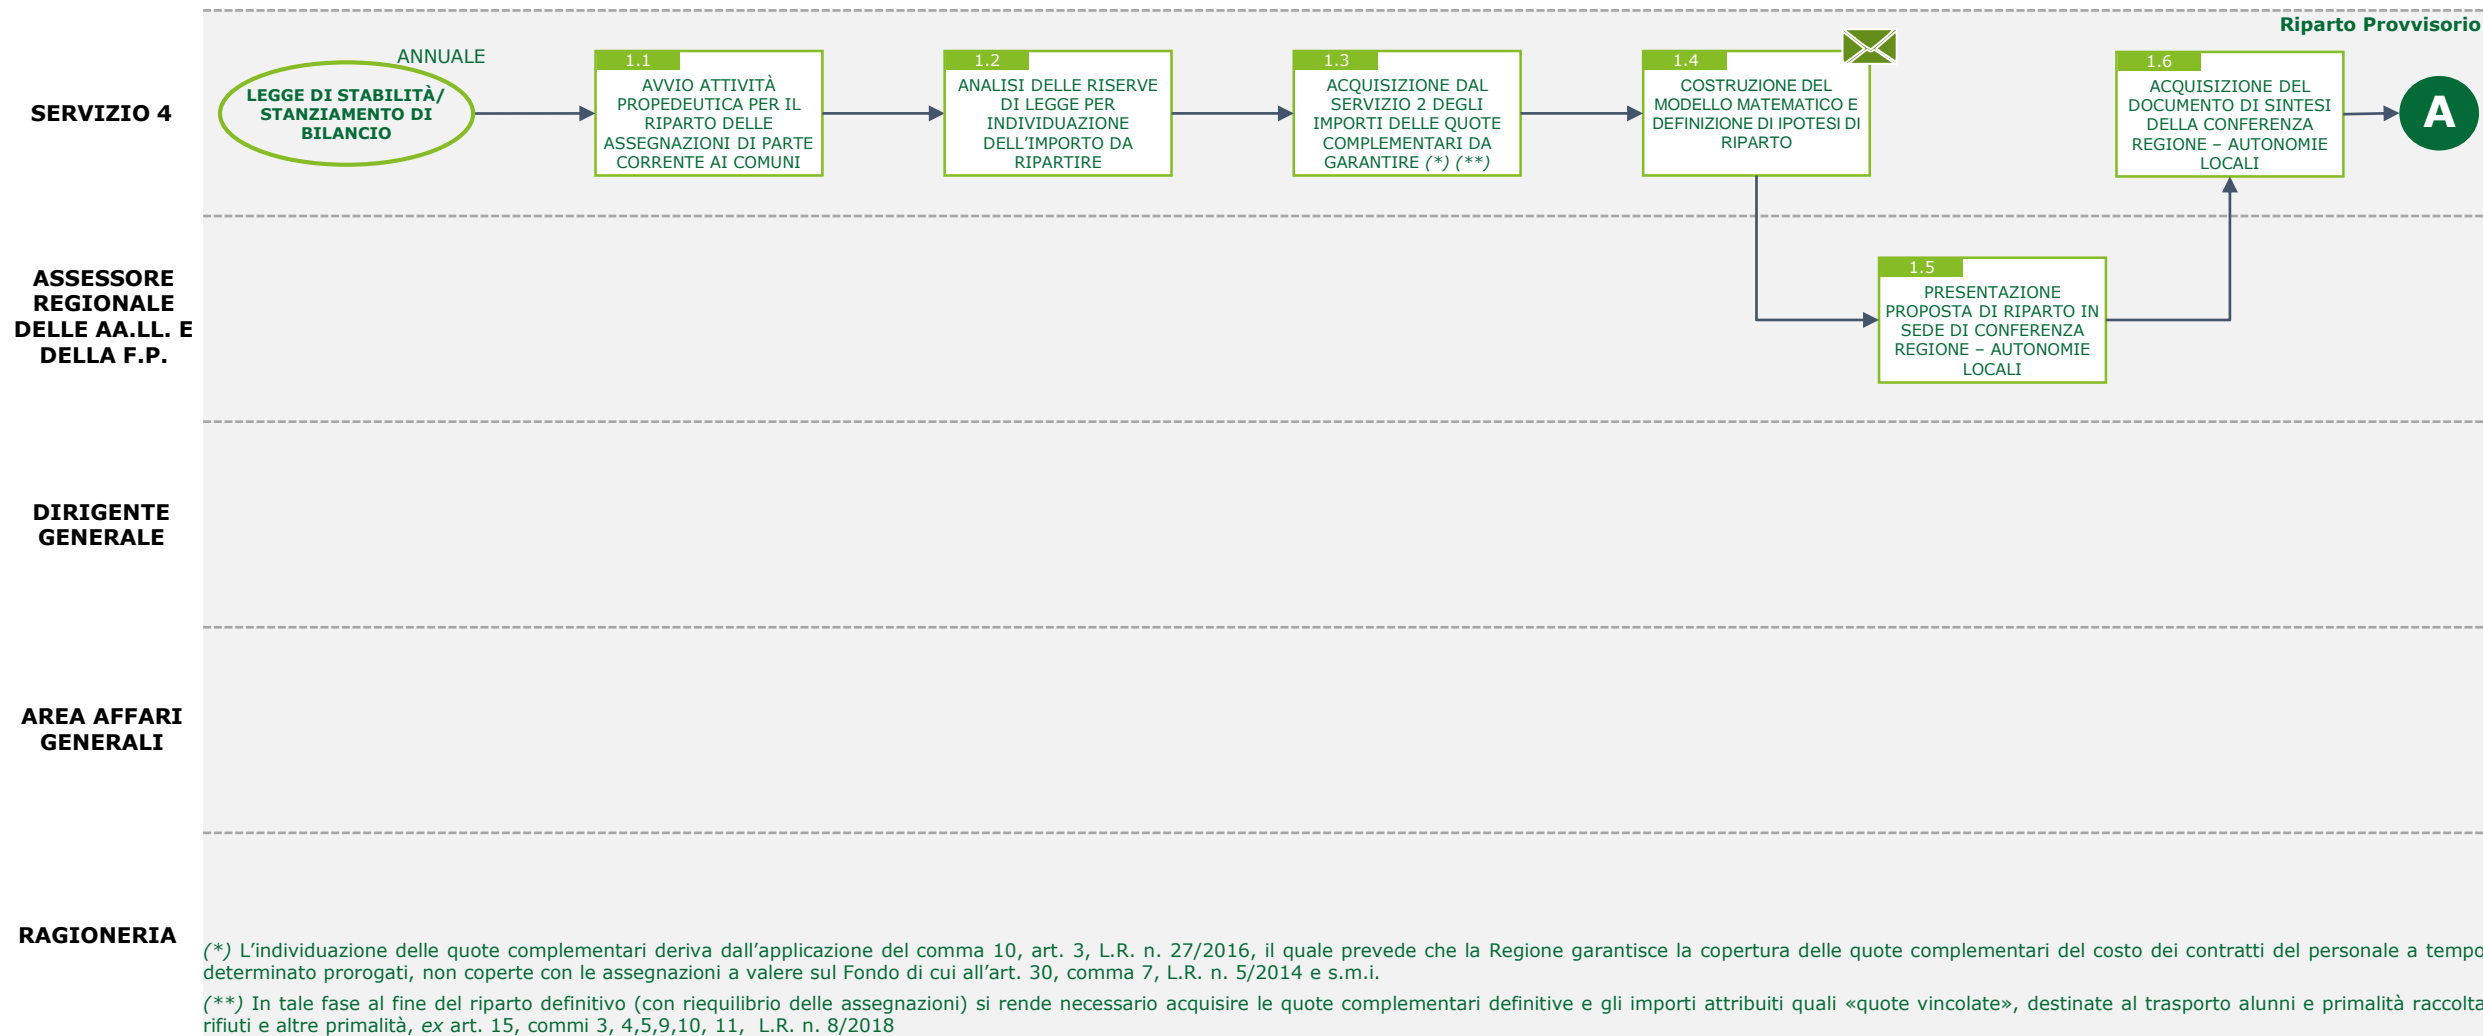 Riparto Provvisorio
SERVIZIO 4
ANNUALE
LEGGE DI STABILITÀ/
STANZIAMENTO DI
BILANCIO
1.1
AVVIO ATTIVITÀ
PROPEDEUTICA PER IL
RIPARTO DELLE
ASSEGNAZIONI DI PARTE
CORRENTE AI COMUNI
1.2
ANALISI DELLE RISERVE
DI LEGGE PER
INDIVIDUAZIONE
DELL’IMPORTO DA
RIPARTIRE
1.3
ACQUISIZIONE DAL
SERVIZIO 2 DEGLI
IMPORTI DELLE QUOTE
COMPLEMENTARI DA
GARANTIRE (*) (**)
1.4
COSTRUZIONE DEL
MODELLO MATEMATICO E
DEFINIZIONE DI IPOTESI DI
RIPARTO
1.6
ACQUISIZIONE DEL
DOCUMENTO DI SINTESI
DELLA CONFERENZA
REGIONE – AUTONOMIE
LOCALI
A
ASSESSORE
REGIONALE
DELLE AA.LL. E
DELLA F.P.
1.5
PRESENTAZIONE
PROPOSTA DI RIPARTO IN
SEDE DI CONFERENZA
REGIONE – AUTONOMIE
LOCALI
DIRIGENTE
GENERALE
AREA AFFARI
GENERALI
RAGIONERIA
(*) L’individuazione delle quote complementari deriva dall’applicazione del comma 10, art. 3, L.R. n. 27/2016, il quale prevede che la Regione garantisce la copertura delle quote complementari del costo dei contratti del personale a tempo
determinato prorogati, non coperte con le assegnazioni a valere sul Fondo di cui all’art. 30, comma 7, L.R. n. 5/2014 e s.m.i.
(**) In tale fase al fine del riparto definitivo (con riequilibrio delle assegnazioni) si rende necessario acquisire le quote complementari definitive e gli importi attribuiti quali «quote vincolate», destinate al trasporto alunni e primalità raccolta
rifiuti e altre primalità, ex art. 15, commi 3, 4,5,9,10, 11, L.R. n. 8/2018